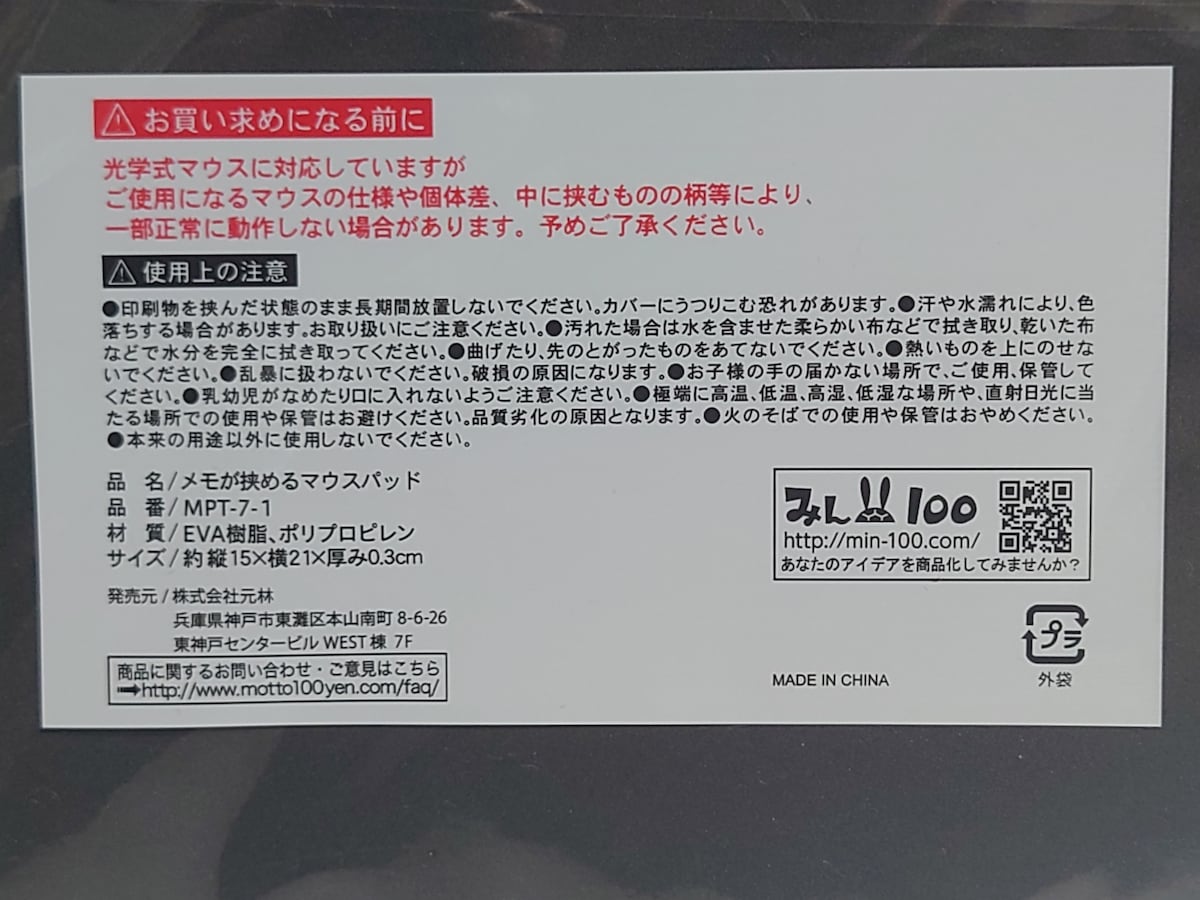 お買い求めになる前に
光学式マウスに対応していますが
ご使用になるマウスの仕様や個体差、中に挟むものの柄等により、
一部正常に動作しない場合があります。予めご了承ください。
使用上の注意
●印刷物を挟んだ状態のまま長期間放置しないでください。カバーにうつりこむ恐れがあります。●汗や水濡れにより、色
落ちする場合があります。お取り扱いにご注意ください。●汚れた場合は水を含ませた柔らかい布などで拭き取り、乾いた布
などで水分を完全に拭き取ってください。●曲げたり、先のとがったものをあてないでください。●熱いものを上にのせな
いでください。●乱暴に扱わないでください。破損の原因になります。●お子様の手の届かない場所で、ご使用、保管して
ください。●乳幼児がなめたり口に入れないようご注意ください。●極端に高温、低温、高湿、低湿な場所や、直射日光に当
たる場所での使用や保管はお避けください。品質劣化の原因となります。●火のそばでの使用や保管はおやめください。
●本来の用途以外に使用しないでください。
品 名/メモが挟めるマウスパッド
品 番/MPT-7-1
材 質/EVA樹脂、ポリプロピレン
サイズ/約縦15×横21×厚み0.3cm
発売元/株式会社元林
兵庫県神戸市東灘区本山南町8-6-26
東神戸センタービル WEST棟 7F
商品に関するお問い合わせ・ご意見はこちら
➡http://www.motto100yen.com/faq/
みん100
http://min-100.com/
あなたのアイデアを商品化してみませんか？
プラ
外袋
MADE IN CHINA